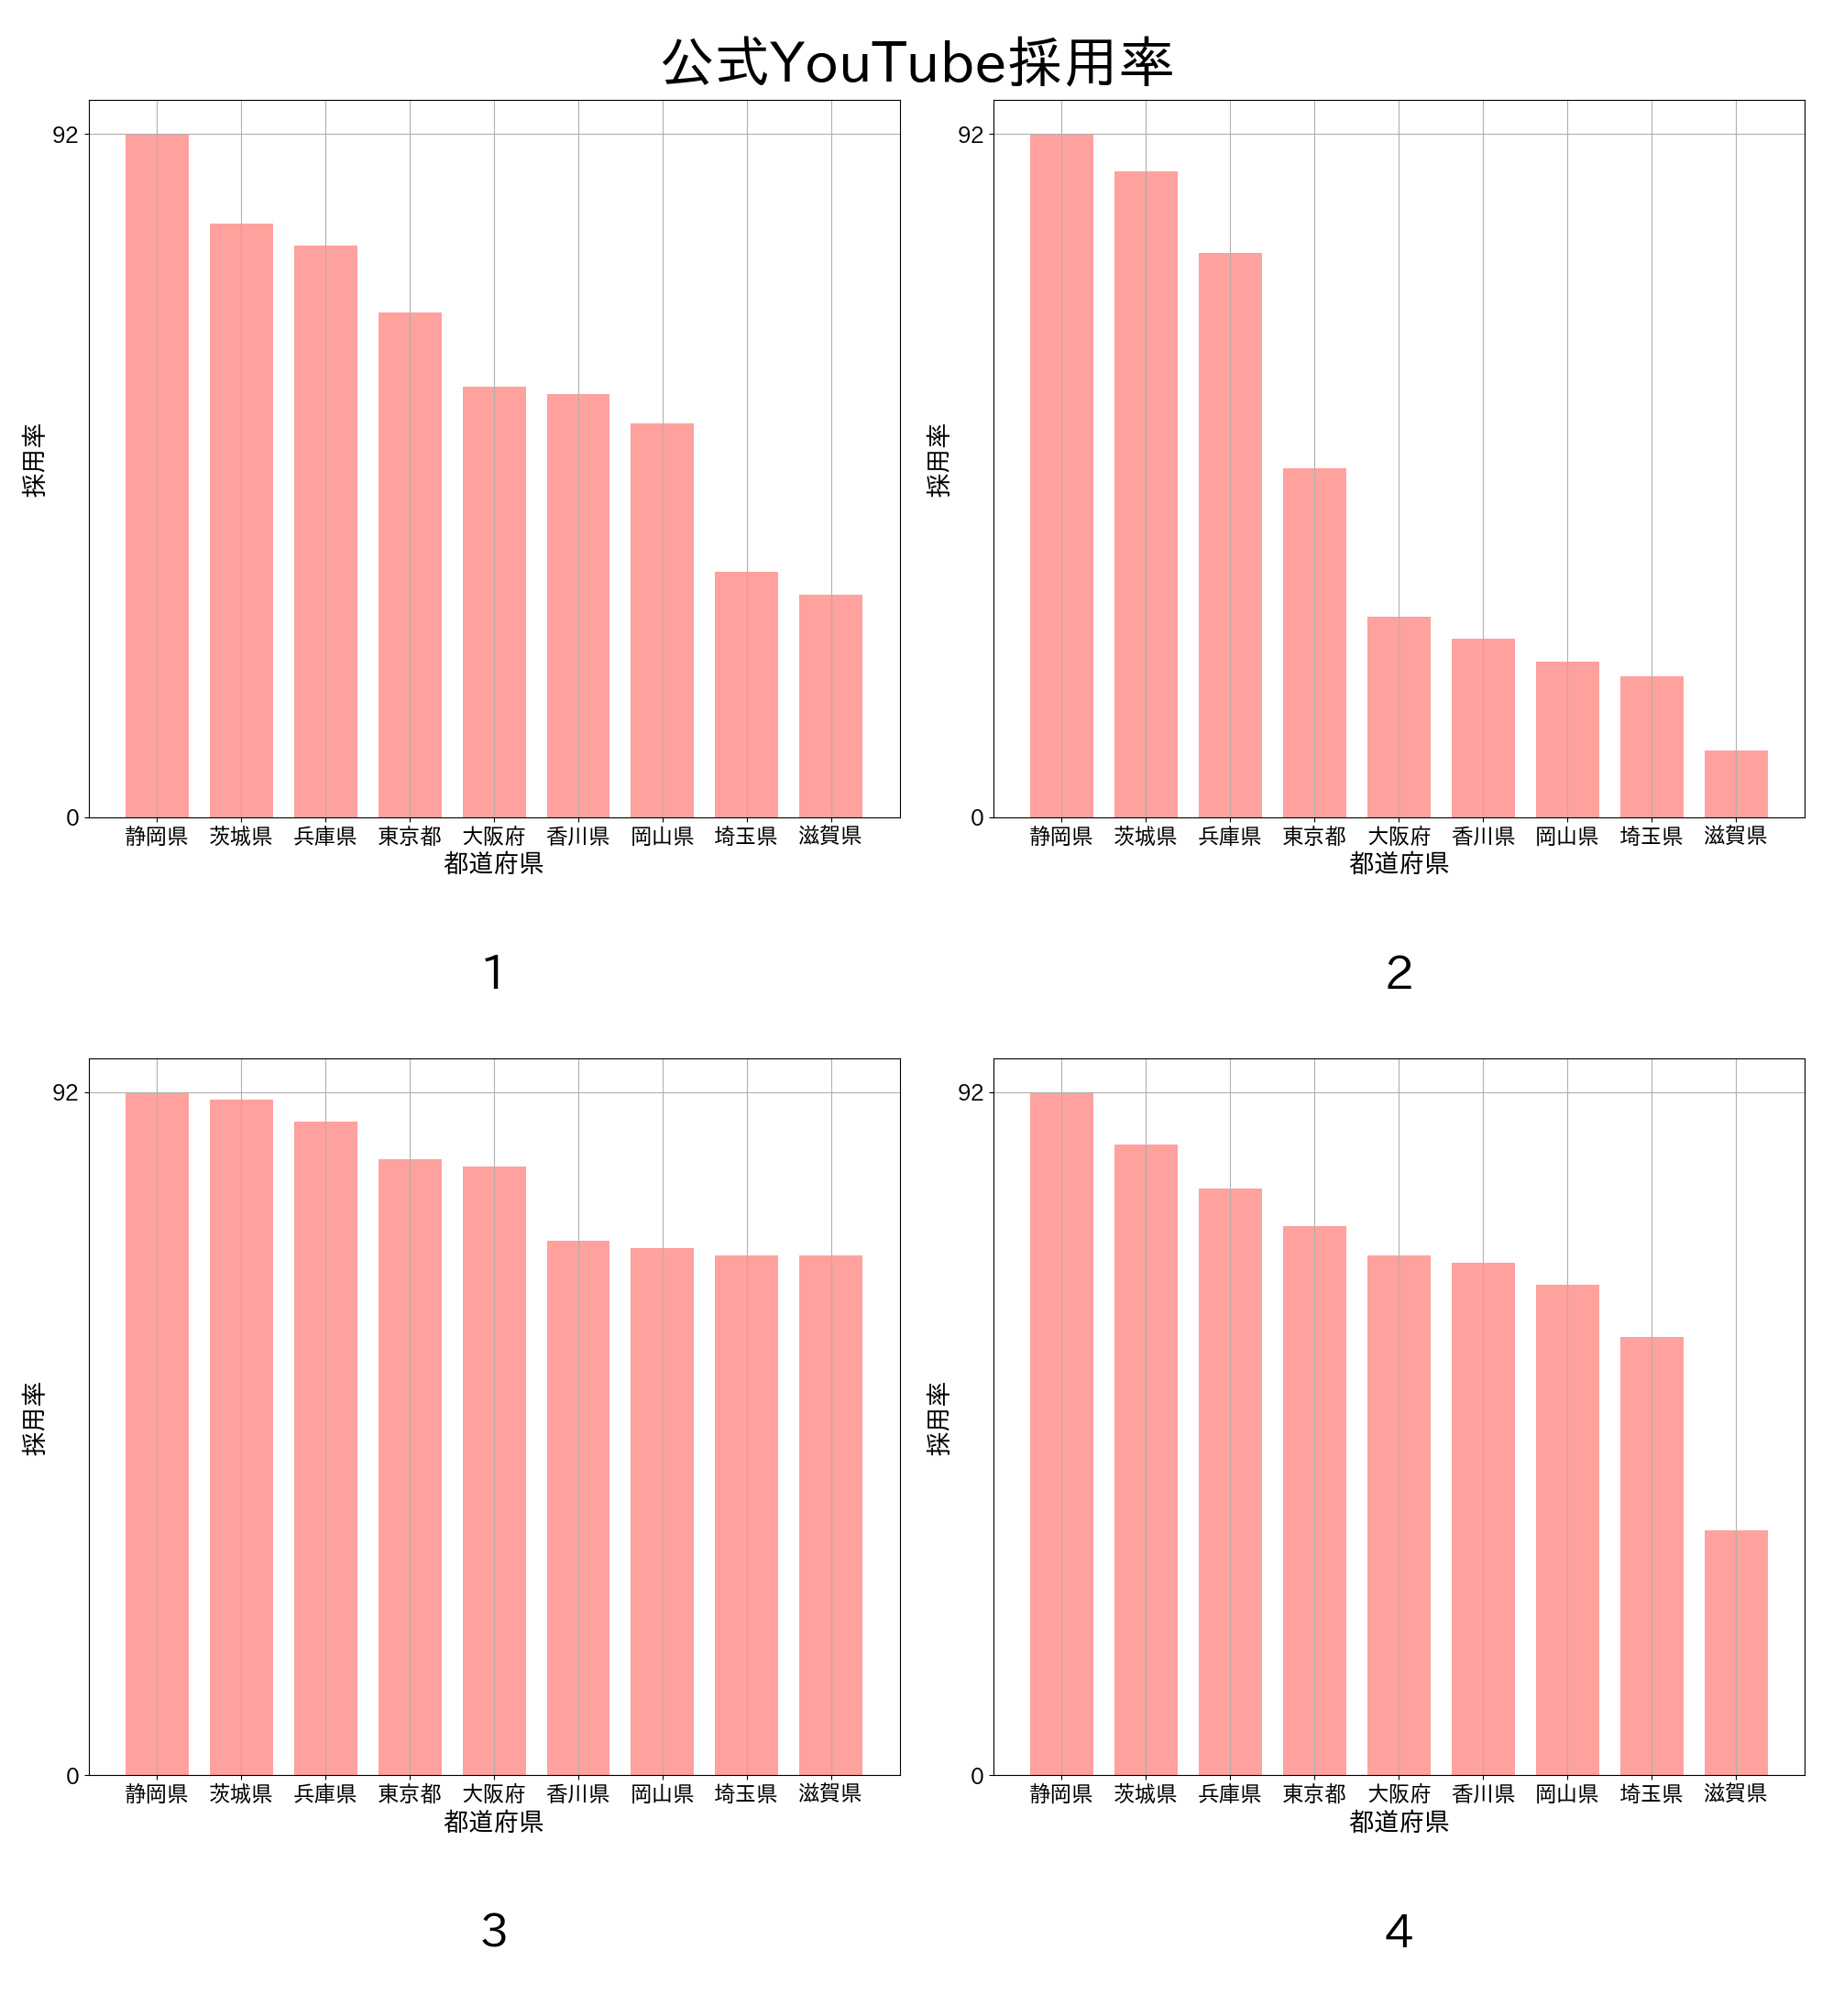 公式YouTube採用率
92
採用率
0
静岡県 茨城県 兵庫県 東京都 大阪府 香川県 岡山県 埼玉県 滋賀県
都道府県
1
92
採用率
0
静岡県 茨城県 兵庫県 東京都 大阪府 香川県 岡山県 埼玉県 滋賀県
都道府県
2
92
採用率
0
静岡県 茨城県 兵庫県 東京都 大阪府 香川県 岡山県 埼玉県 滋賀県
都道府県
3
92
採用率
0
静岡県 茨城県 兵庫県 東京都 大阪府 香川県 岡山県 埼玉県 滋賀県
都道府県
4